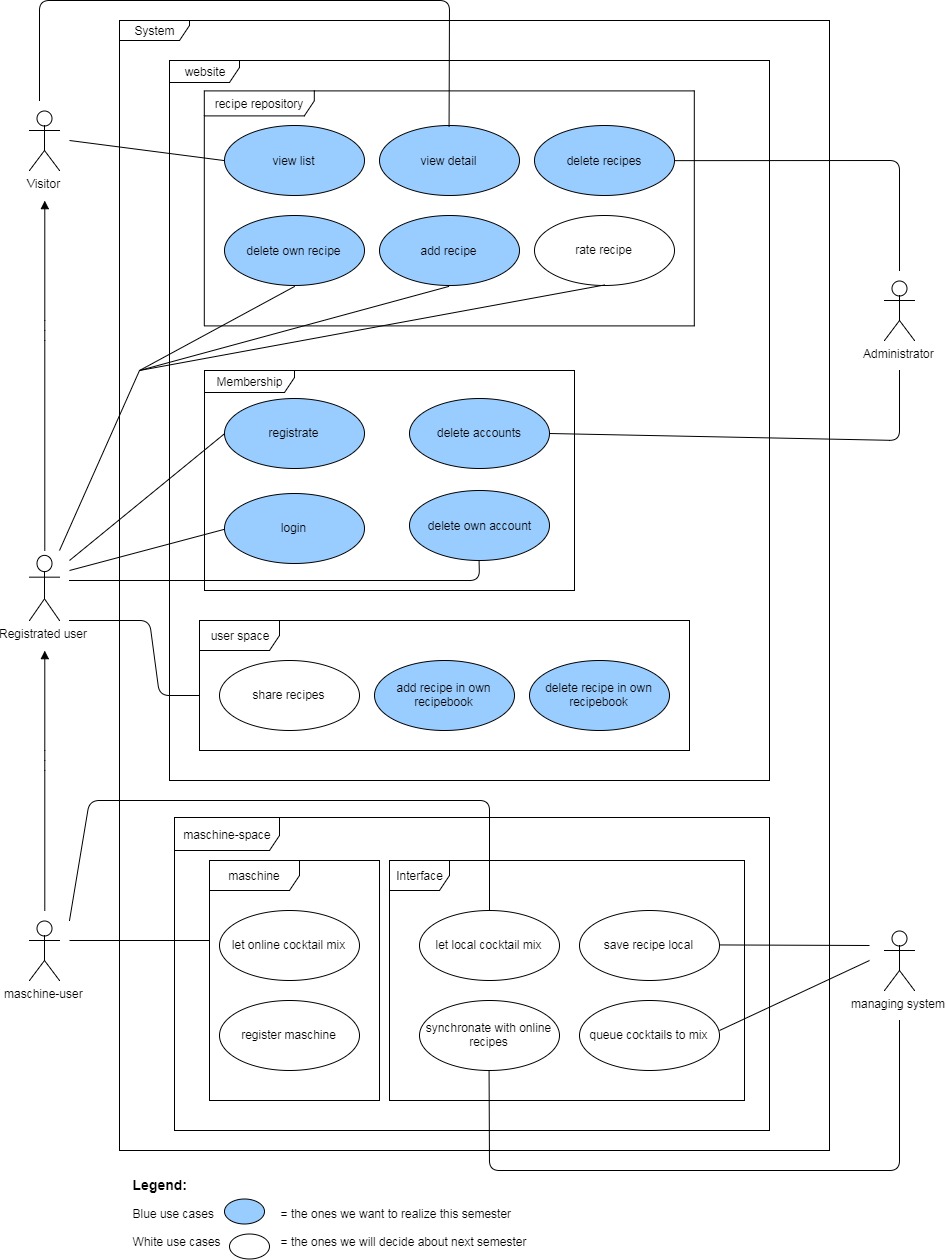 System
website
recipe repository
view list
view detail
delete recipes
Visitor
delete own recipe
add recipe
rate recipe
Administrator
Membership
registrate
delete accounts
login
delete own account
Registrated user
user space
share recipes
add recipe in own
recipebook
delete recipe in own
recipebook
maschine-space
maschine
Interface
let online cocktail mix
let local cocktail mix
save recipe local
maschine-user
managing system
register maschine
synchronate with online
recipes
queue cocktails to mix
Legend:
Blue use cases = the ones we want to realize this semester
White use cases = the ones we will decide about next semester